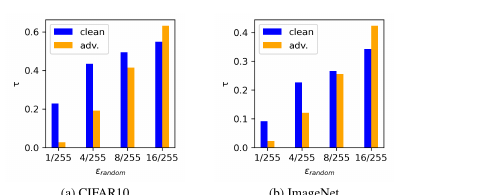 clean
adv.
0.6
0.4
0.2
0.0
τ
1/255 4/255 8/255 16/255
ε_random
(a) CIFAR10
clean
adv.
0.4
0.3
0.2
0.1
0.0
τ
1/255 4/255 8/255 16/255
ε_random
(b) ImageNet